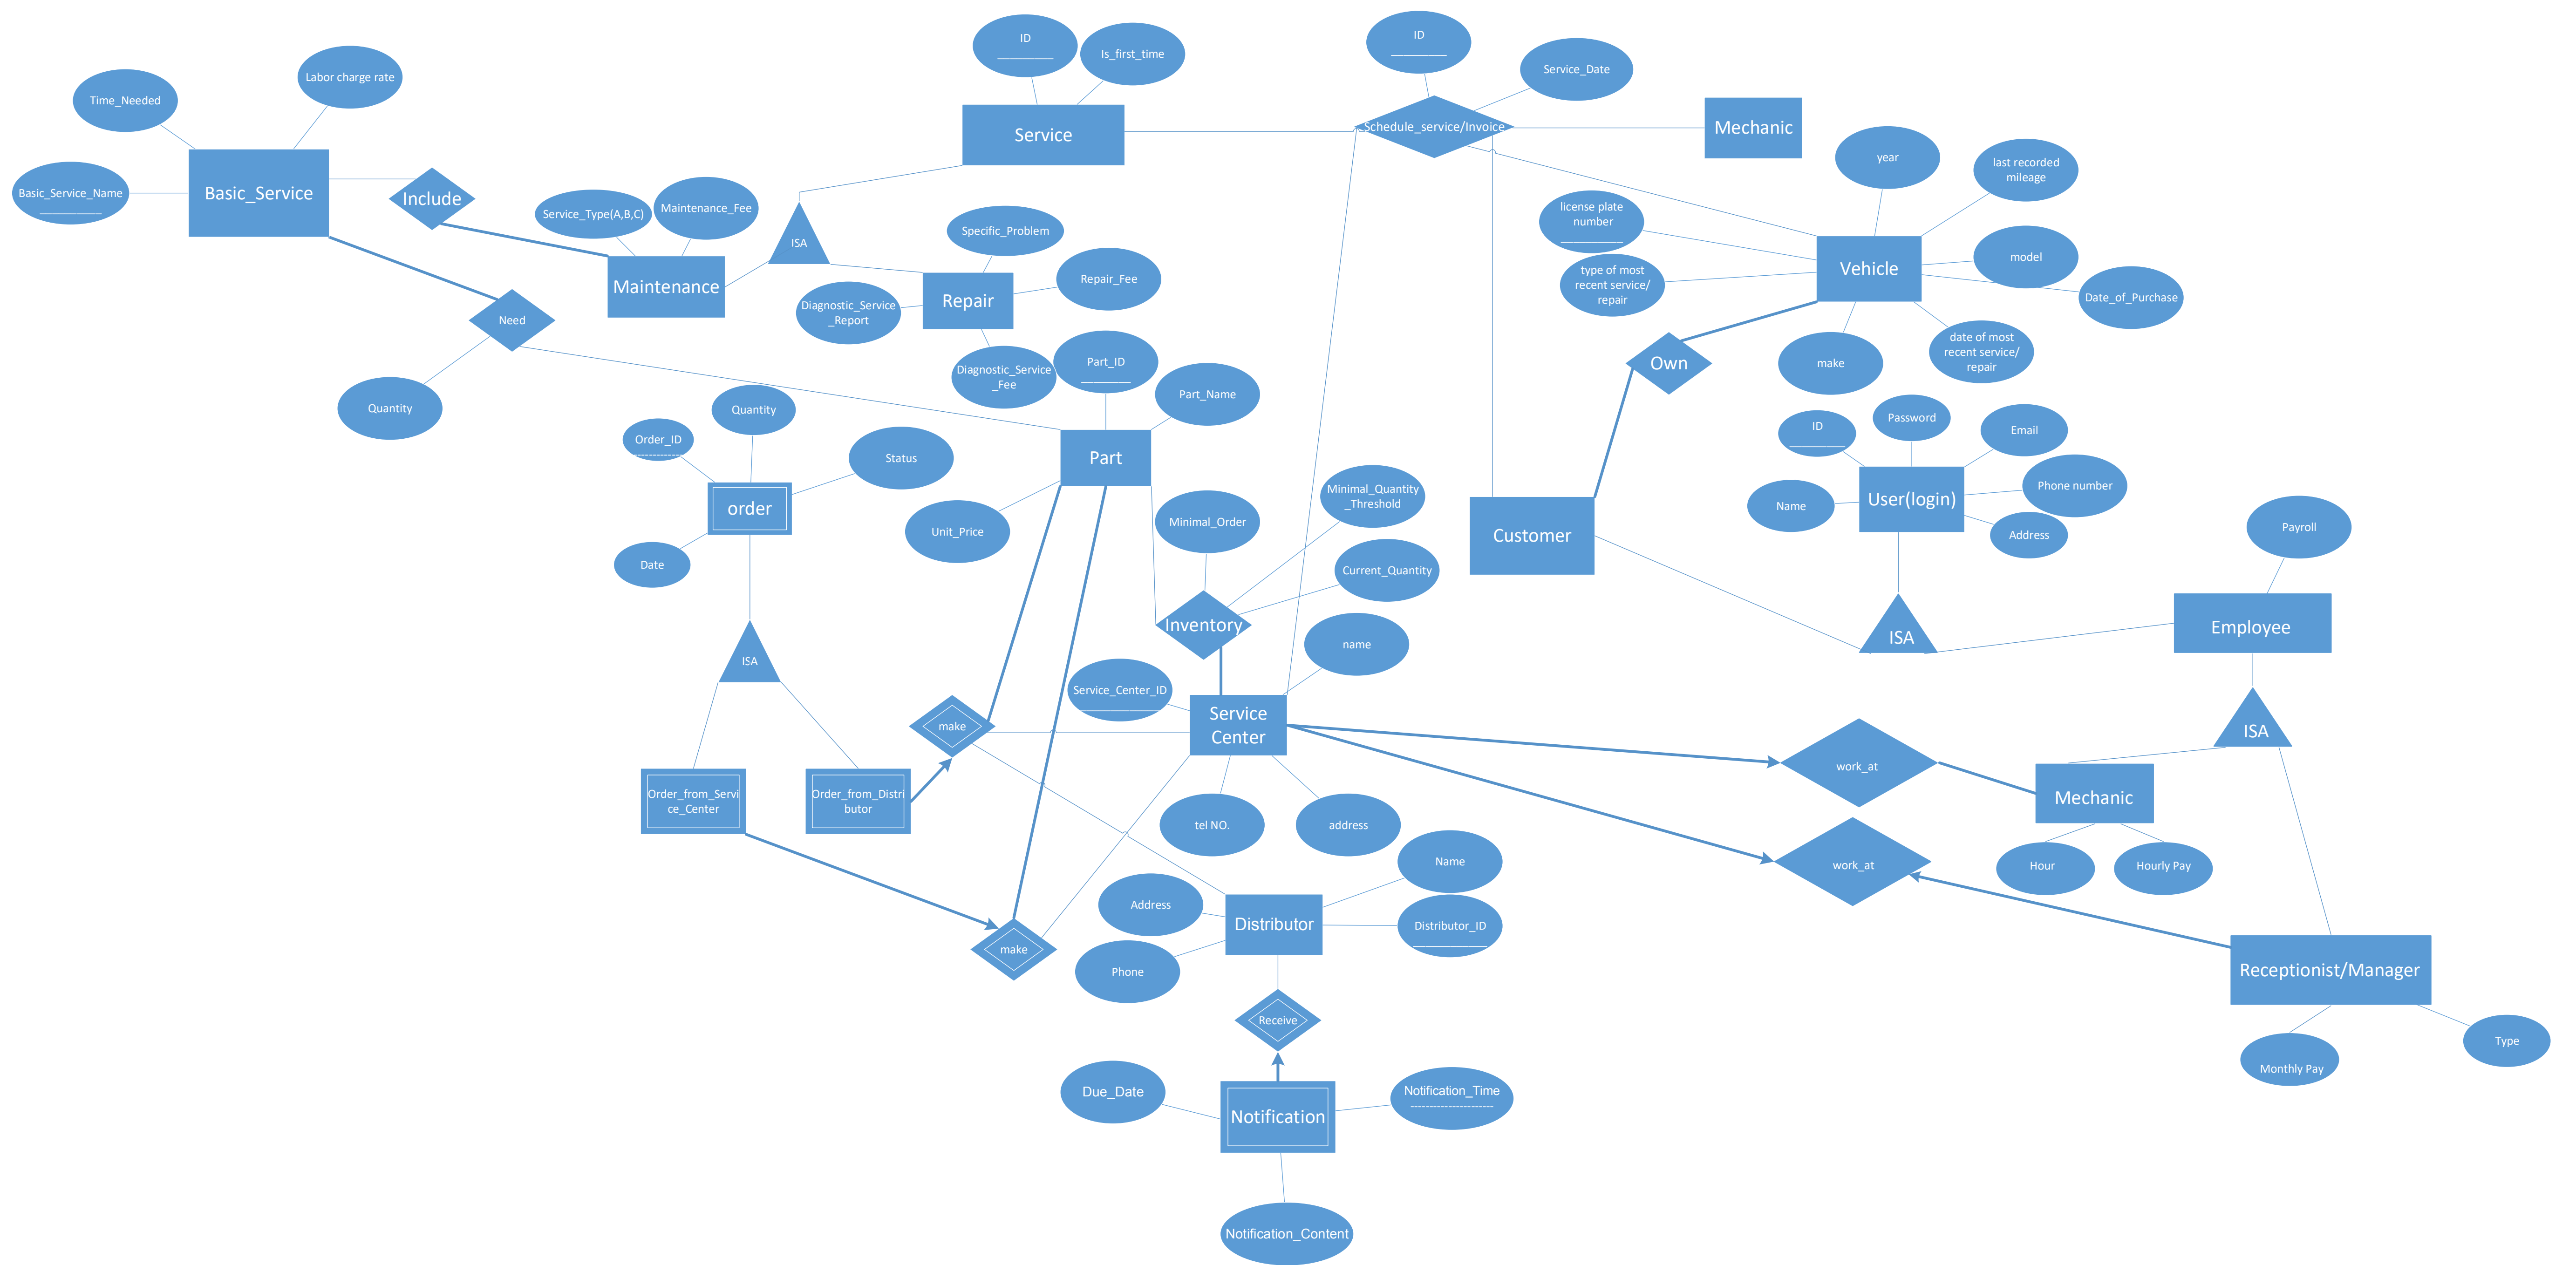 ID
Is_first_time
Service
ID
Service_Date
Schedule_service/Invoice
Mechanic
Labor charge rate
Time_Needed
Basic_Service_Name
Basic_Service
Include
Service_Type(A,B,C)
Maintenance_Fee
Maintenance
ISA
Specific_Problem
Repair_Fee
Repair
Diagnostic_Service
_Report
Diagnostic_Service
_Fee
year
last recorded
mileage
license plate
number
Vehicle
model
type of most
recent service/
repair
Date_of_Purchase
make
date of most
recent service/
repair
Own
Need
Quantity
Part_ID
Part_Name
Part
Unit_Price
Order_ID
Quantity
Status
order
Date
ISA
Order_from_Servi
ce_Center
Order_from_Distri
butor
make
make
Minimal_Order
Minimal_Quantity
_Threshold
Current_Quantity
Inventory
name
Service_Center_ID
Service
Center
tel NO.
address
Customer
ID
Password
Email
Name
User(login)
Phone number
Address
ISA
Payroll
Employee
ISA
work_at
work_at
Mechanic
Hour
Hourly Pay
Receptionist/Manager
Monthly Pay
Type
Name
Address
Distributor
Distributor_ID
Phone
Receive
Due_Date
Notification_Time
Notification
Notification_Content